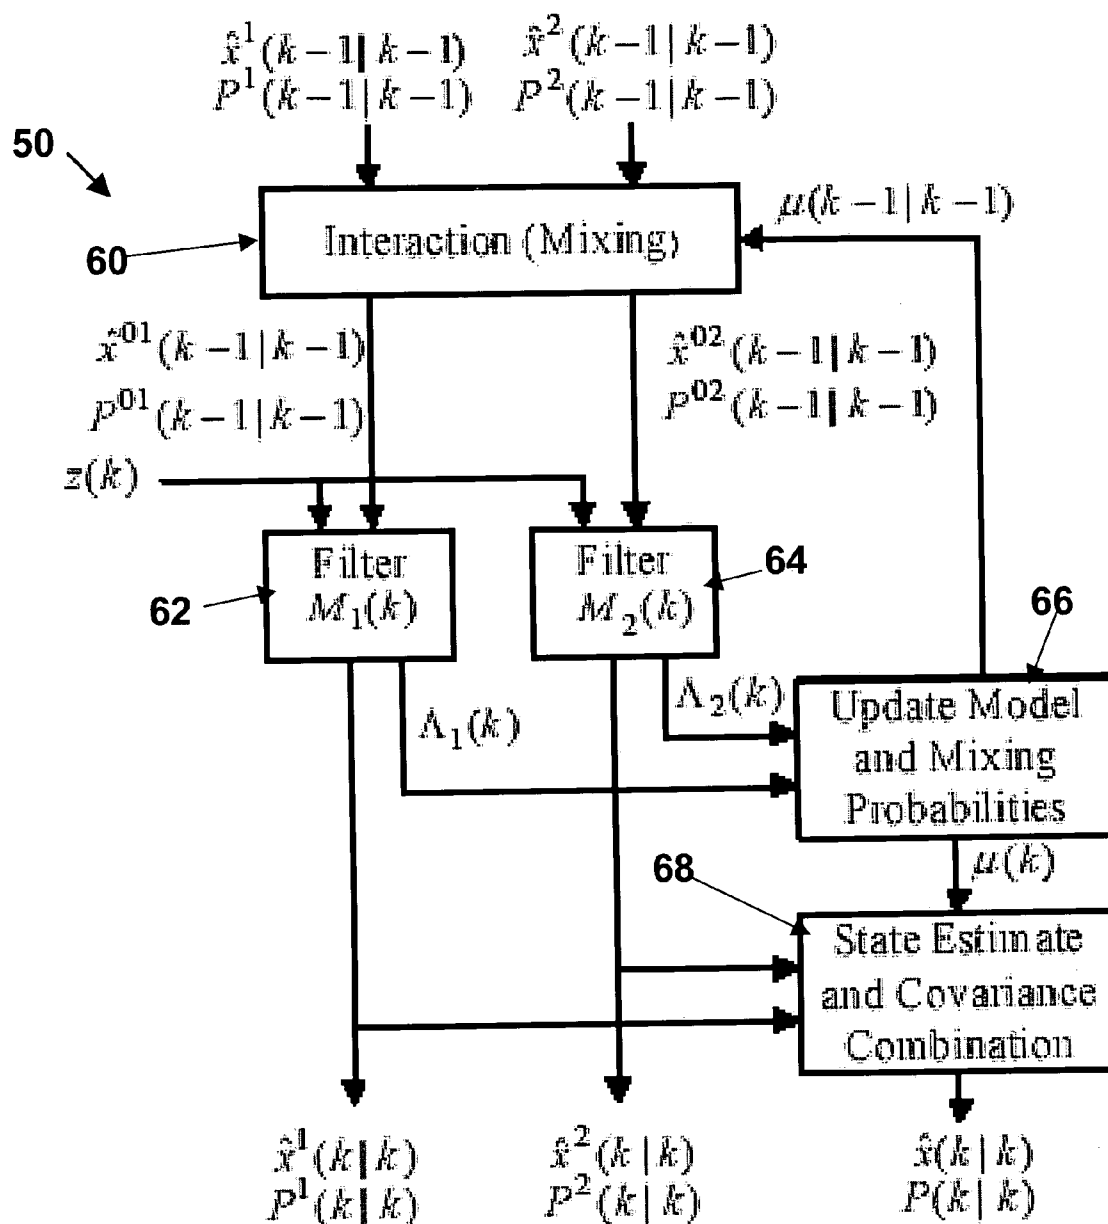 x̂¹(k−1|k−1)
P¹(k−1|k−1)
x̂²(k−1|k−1)
P²(k−1|k−1)
50
μ(k−1|k−1)
60
Interaction (Mixing)
x̂⁰¹(k−1|k−1)
P⁰¹(k−1|k−1)
x̂⁰²(k−1|k−1)
P⁰²(k−1|k−1)
z(k)
62
Filter
M₁(k)
Filter
M₂(k)
64
66
Λ₁(k)
Λ₂(k)
Update Model
and Mixing
Probabilities
μ(k)
68
State Estimate
and Covariance
Combination
x̂¹(k|k)
P¹(k|k)
x̂²(k|k)
P²(k|k)
x̂(k|k)
P(k|k)